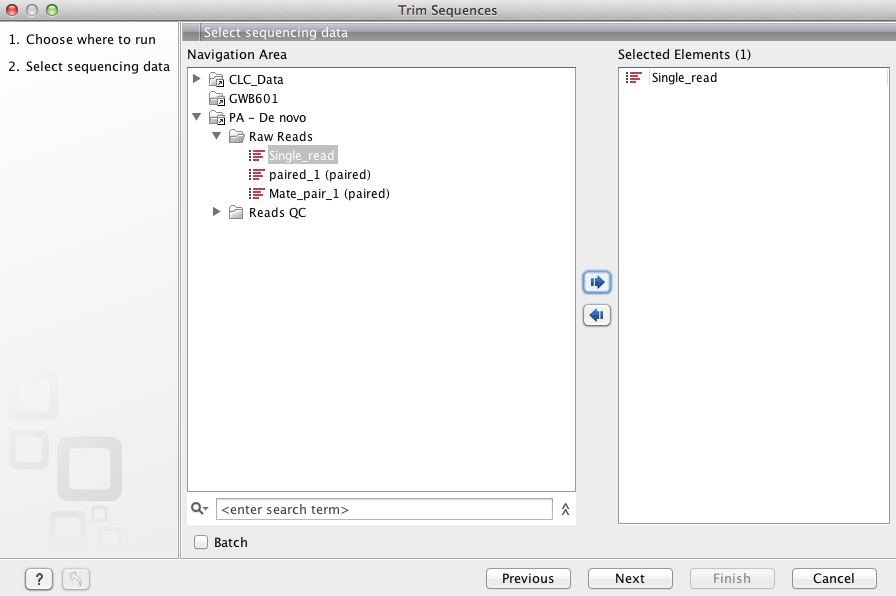 Trim Sequences
1. Choose where to run
2. Select sequencing data
Select sequencing data
Navigation Area
CLC_Data
GWB601
PA - De novo
Raw Reads
Single_read
paired_1 (paired)
Mate_pair_1 (paired)
Reads QC
<enter search term>
Batch
Selected Elements (1)
Single_read
?
Previous
Next
Finish
Cancel